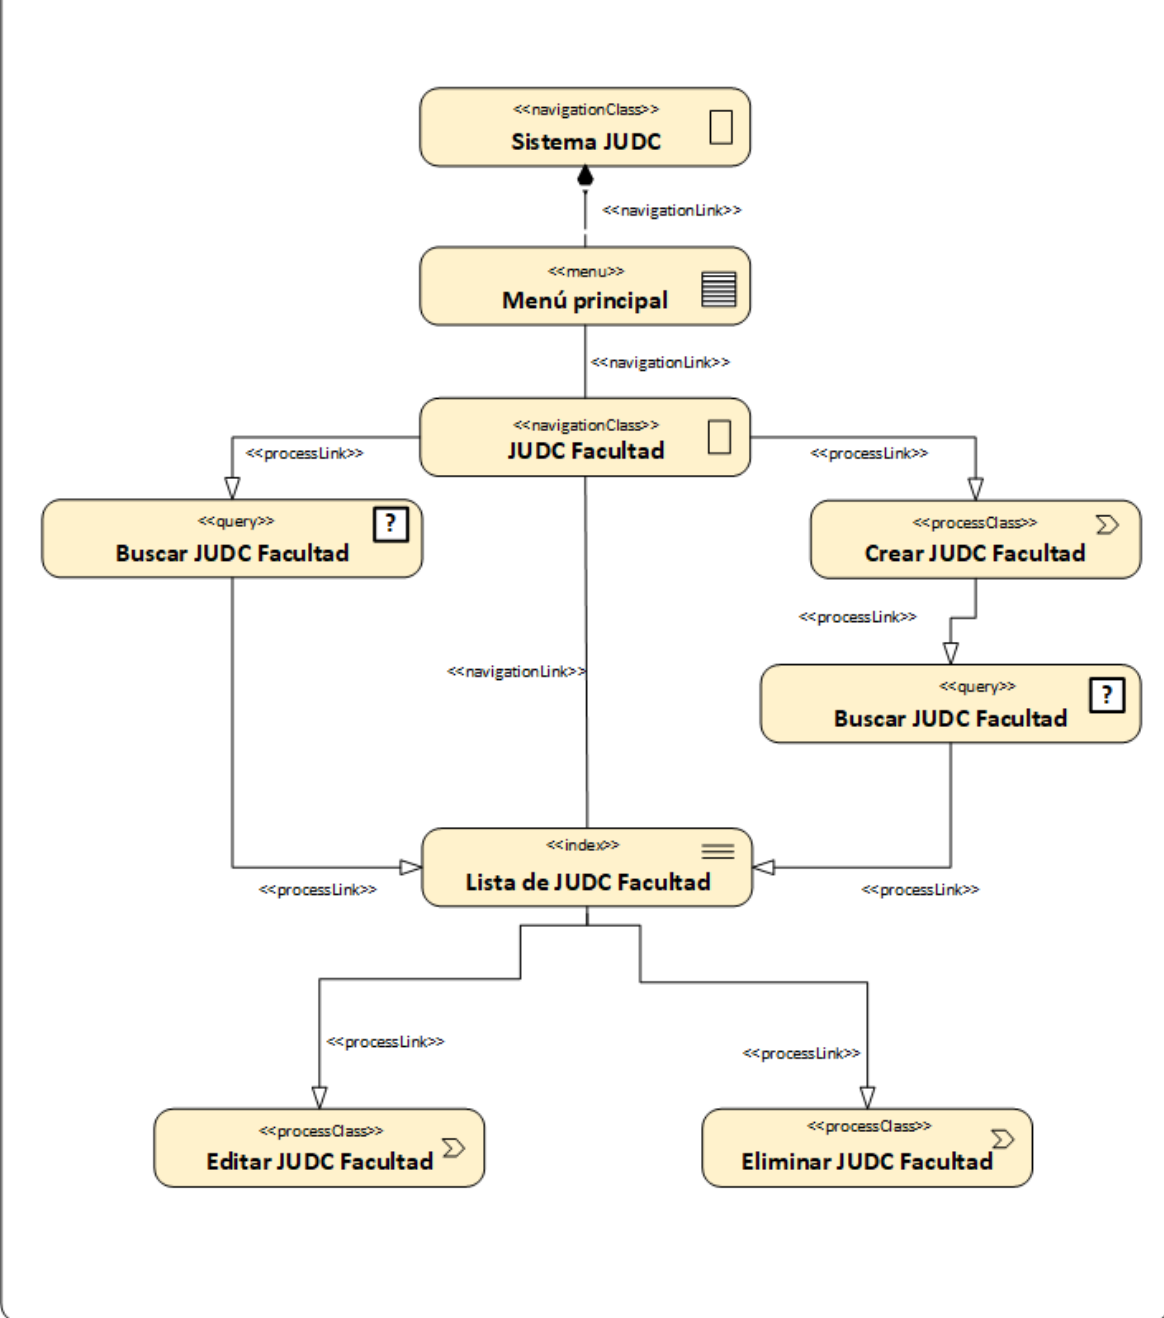 <<navigationClass>>
Sistema JUDC
<<navigationLink>>
<<menu>>
Menú principal
<<navigationLink>>
<<navigationClass>>
JUDC Facultad
<<processLink>>
<<processLink>>
<<query>>
?
Buscar JUDC Facultad
<<processClass>>
Crear JUDC Facultad
<<processLink>>
<<navigationLink>>
<<query>>
?
Buscar JUDC Facultad
<<index>>
Lista de JUDC Facultad
<<processLink>>
<<processLink>>
<<processLink>>
<<processLink>>
<<processClass>>
Editar JUDC Facultad
<<processClass>>
Eliminar JUDC Facultad